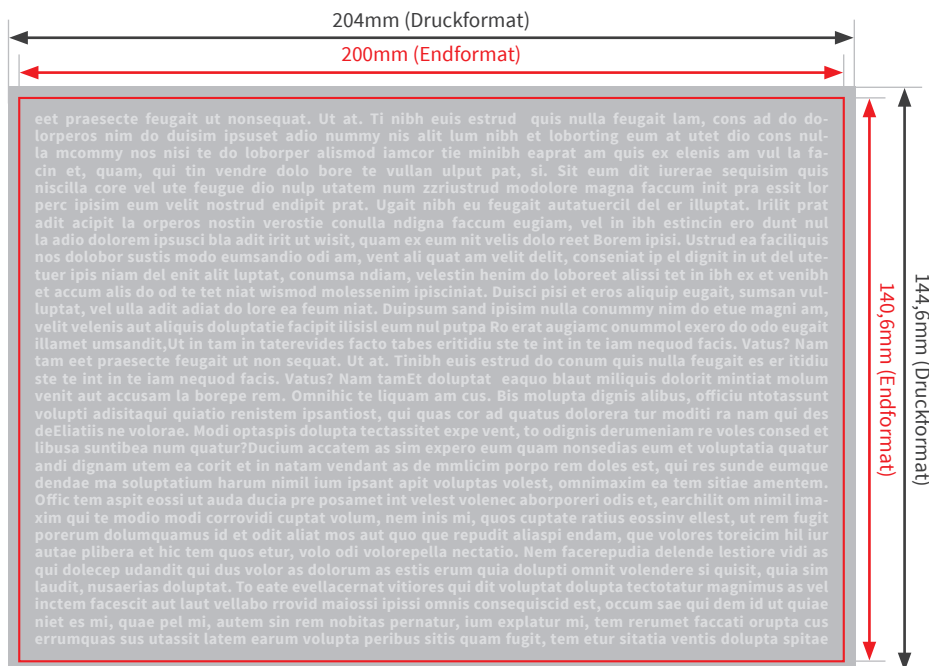 204mm (Druckformat)
200mm (Endformat)
eet praesecte feugait ut nonsequat. Ut at. Ti nibh euis estrud quis nulla feugait lam, cons ad do do-
lorperos nim do duisim ipsuset adio nummy nis alit lum nibh et loborting eum at utet dio cons nul-
la mcommy nos nisi te do loborper alismod iamcor tie minibh eaprat am quis ex elenis am vul la fa-
cin et, quam, qui tin vendre dolo bore te vullan ulput pat, si. Sit eum dit iurerae sequisim quis
niscilla core vel ute feugue dio nulp utatem num zzriustrud modolore magna faccum init pra essit lor
perc ipisim eum velit nostrud endipit prat. Ugait nibh eu feugait autatuercil del er illuptat. Irilit prat
adit acipit la orperos nostin verostie conulla ndigna faccum eugiam, vel in ibh estincin ero dunt nul
la adio dolorem ipsusci bla adit irit ut wisit, quam ex eum nit velis dolo reet Borem ipisi. Ustrud ea faciliquis
nos dolobor sustis modo eumsandio odi am, vent ali quat am velit delit, conseniat ip el dignit in ut del ute-
tuer ipis niam del enit alit luptat, conumsa ndiam, velestin henim do loboreet alissi tet in ibh ex et venibh
et accum alis do od te tet niat wismod molessenim ipisciniat. Duisci pisi et eros aliquip eugait, sumsan vul-
luptat, vel ulla adit adiat do lore ea feum niat. Duipsummand ipisim nulla commy nim do etue magni am,
velit velenis aut aliquis doluptatie facipit ilisisl eum nul putpa Ro erat augiamc ommmol exero do odo eugait
illamet umsandit,Utin teui in taterevides facto tabes entidiu ste te int in te iam nequod facis. Vatus? Nam
tam eet praesecte feugait ut non sequat. Ut at. Tinibh euis estrud do conum quis nulla feugait es er itidiu
ste te int in te iam nequod facis. Vatus? Nam tamEt doluptat eaquo blaut miliquis dolorit mintiat motum
venit aut accusam et botepe reri. Omnihic te liquam aut cus. Bis molupta dignis alibus, offictu ntotassunt
volupti adisitaqui quiatio renissem ipsantiost, qui quastor ad quatus dolorem tur moditi ra nam qui des
deEliatiis ne volorae. Modi optaspis dolupta tectassitet expe vent, to odignis derumeniam re voles consed et
libusa suntibea num quatur?Ducium accatem as sim expero eum quam nonsedias eum et voluptatia quatur
andi dignam utem ex corit et innatam venitant as de molicim porpo rem dolor est, qui res sunde eumque
dendae na soluptatur rererum nimil ium ipsant apit voluptas volest, omnimaio en ea tem sitiae amentem.
Offic tem aspit eossi ut auda ducia pre posamet int velest volenec aborporeri odis et, earchilit om nimil ima-
xim qui te modio modi corrovidi cuptat volum, nem inis mi, quos cuptate ratius eossinv ellest, ut rem fugit
porerum dolumquamus id et odit aliat mos aut quo que repudit aliaspi endam, que volores toreicim hil iur
autae plibera et hic tem quos etur, volo odi volorepella nectatio. Nem facerepudia delende lestiore vidi as
qui dolecep udandit qui dus volor as dolorum as estis erum quia dolupti omnit volendere si quisit, quia sim
laudit, nusaerias doluptat. To eate evellacernat vitiores qui dit voluptat dolupta tectotatur magnimus as vel
inctem facescit aut laut vellabo rrovid maiossi ipissi omnis consequiscid est, occum sae qui dem id ut quiae
niet es mi, quae pel mi, autem sin rem nobitas pernatur, ium explatur mi, tem rerumet faccati orupta cus
errumquas sus utassit latem earum volupta peribus sitis quam fugit, tem etur sitatia ventis dolupta spitae
140,6mm (Endformat)
144,6mm (Druckformat)